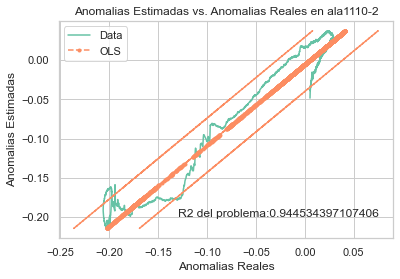 Anomalias Estimadas vs. Anomalias Reales en ala1110-2
Data
OLS
Anomalias Estimadas
0.00
−0.05
−0.10
−0.15
−0.20
R2 del problema:0.944534397107406
−0.25
−0.20
−0.15
−0.10
−0.05
0.00
0.05
Anomalias Reales